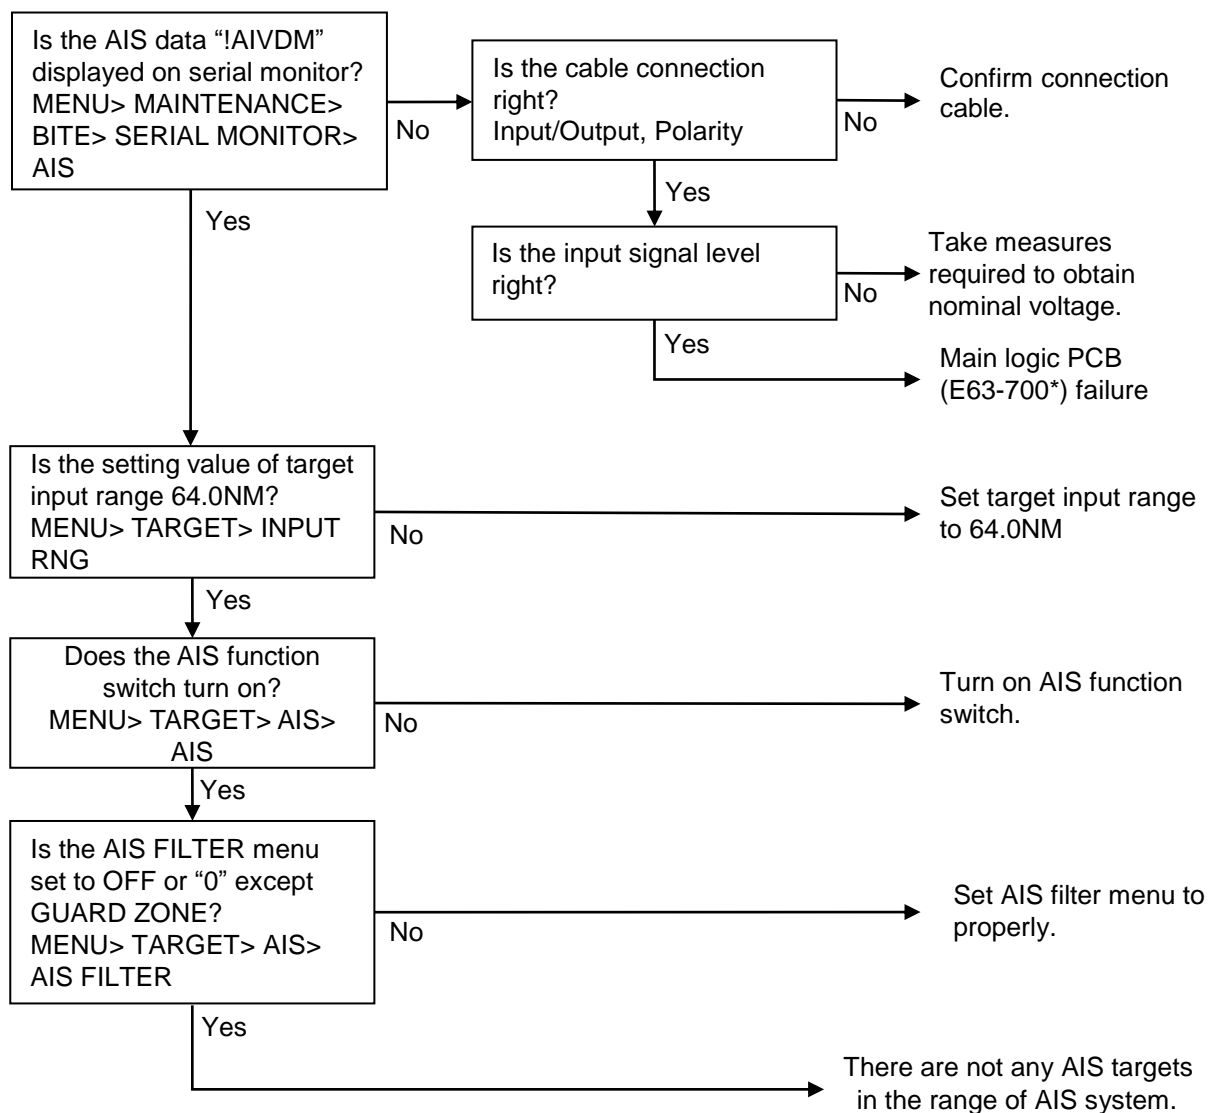 Is the AIS data “!AIVDM”
displayed on serial monitor?
MENU> MAINTENANCE>
BITE> SERIAL MONITOR>
AIS
No
Is the cable connection
right?
Input/Output, Polarity
No
Confirm connection
cable.
Yes
Yes
Is the input signal level
right?
No
Take measures
required to obtain
nominal voltage.
Yes
Main logic PCB
(E63-700*) failure
Is the setting value of target
input range 64.0NM?
MENU> TARGET> INPUT
RNG
No
Set target input range
to 64.0NM
Yes
Does the AIS function
switch turn on?
MENU> TARGET> AIS>
AIS
No
Turn on AIS function
switch.
Yes
Is the AIS FILTER menu
set to OFF or “0” except
GUARD ZONE?
MENU> TARGET> AIS>
AIS FILTER
No
Set AIS filter menu to
properly.
Yes
There are not any AIS targets
in the range of AIS system.